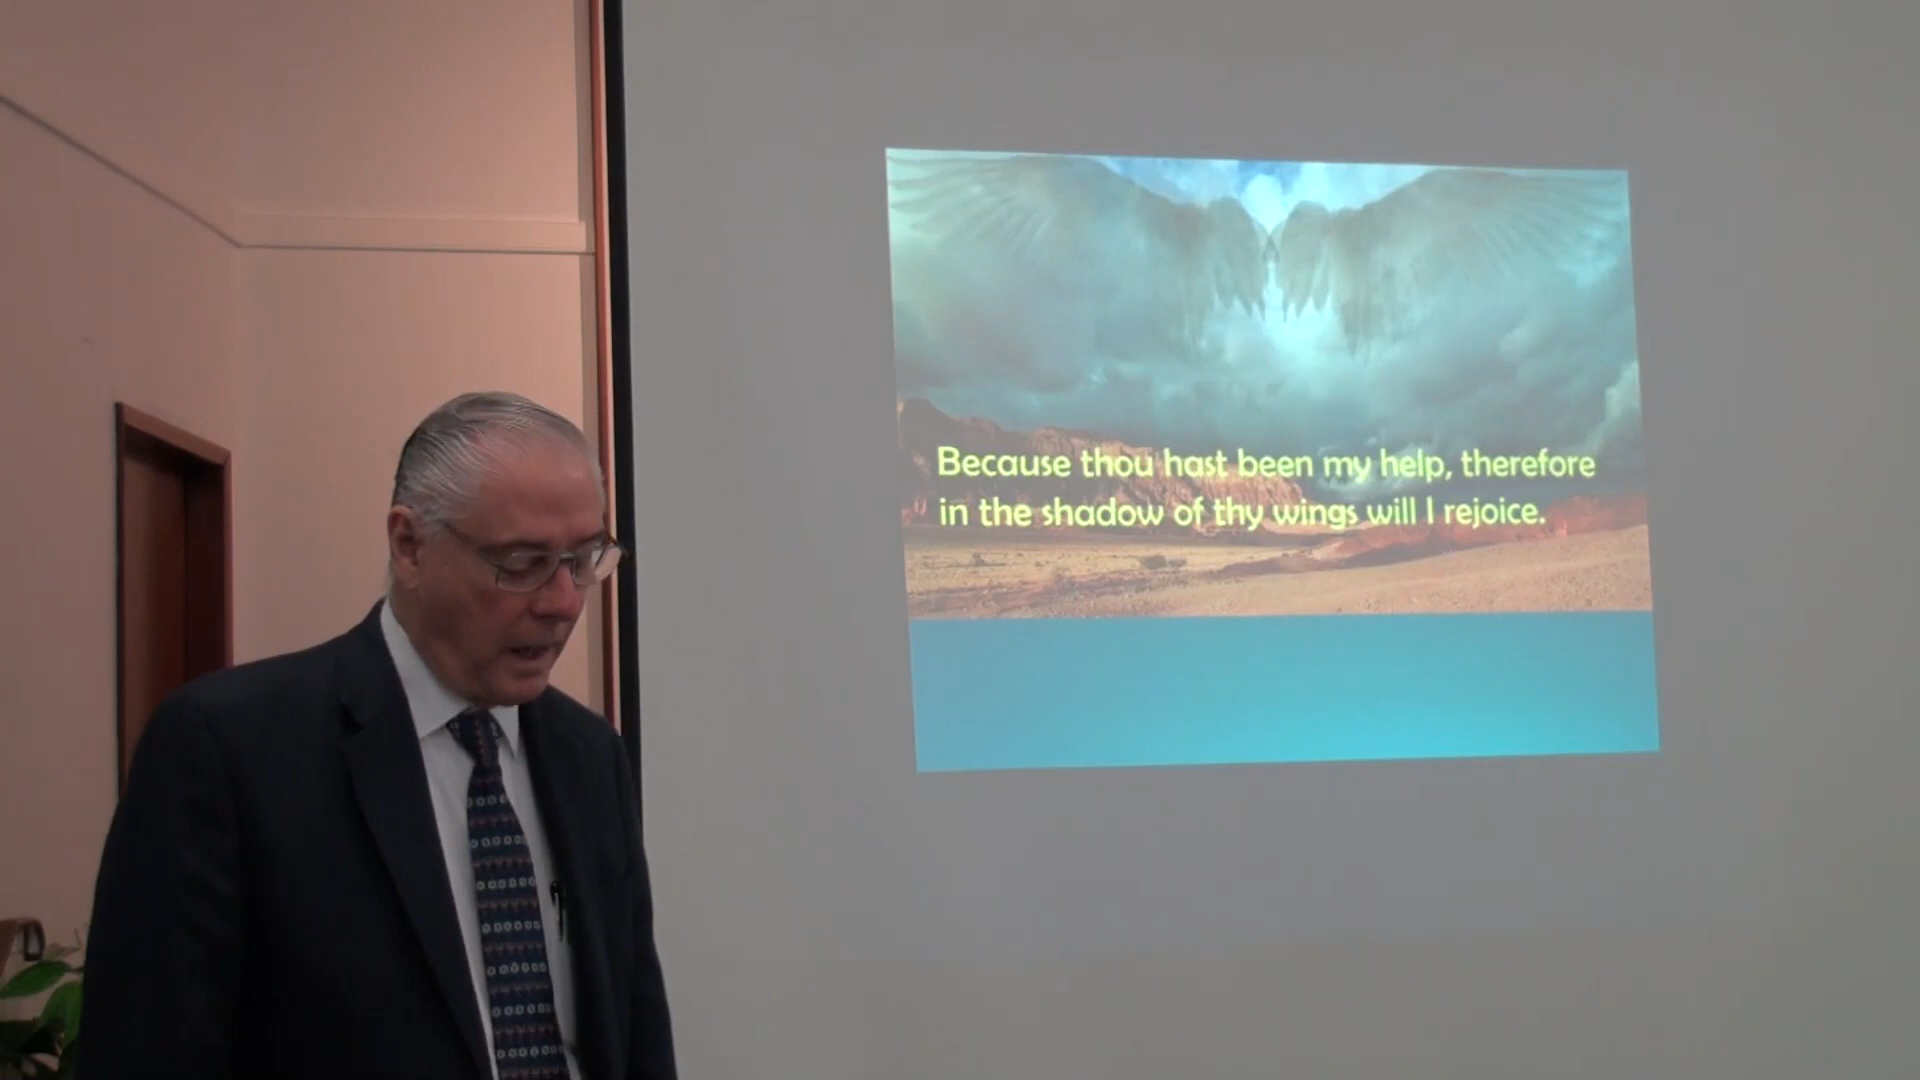 Because thou hast been my help, therefore
in the shadow of thy wings will I rejoice.